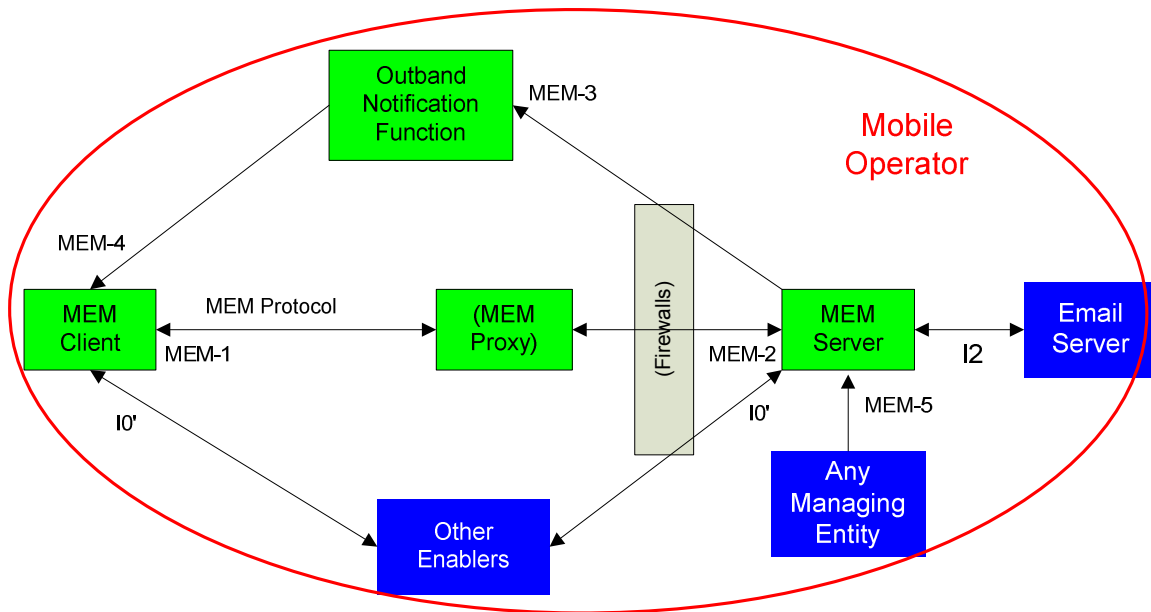 Outband
Notification
Function
MEM-3
Mobile
Operator
MEM-4
MEM
Client
MEM Protocol
MEM-1
(MEM
Proxy)
(Firewalls)
MEM-2
MEM
Server
I2
Email
Server
MEM-5
I0'
I0'
Any
Managing
Entity
Other
Enablers